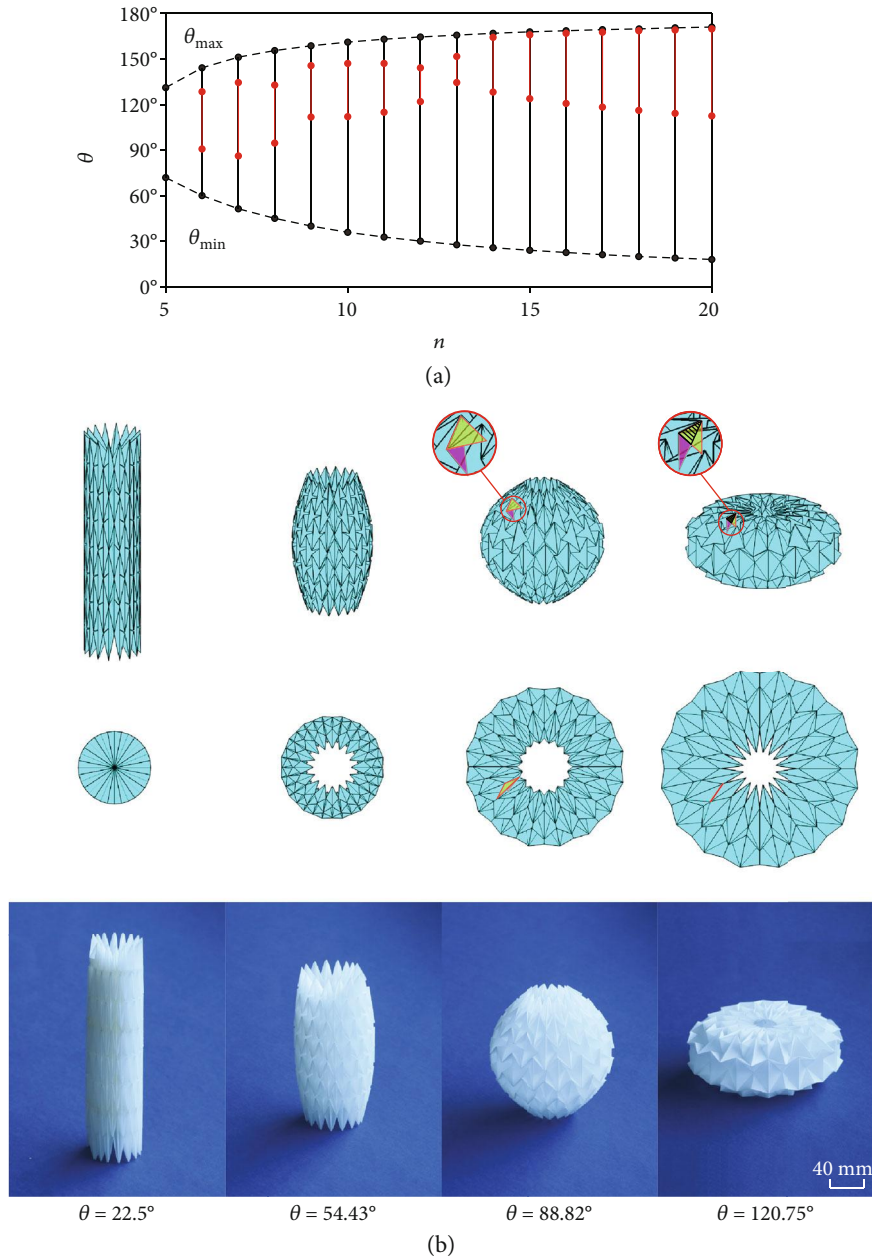 180°
150°
120°
90°
60°
30°
0°
θ
θmax
θmin
5
10
15
20
n
(a)
40 mm
θ = 22.5°
θ = 54.43°
θ = 88.82°
θ = 120.75°
(b)